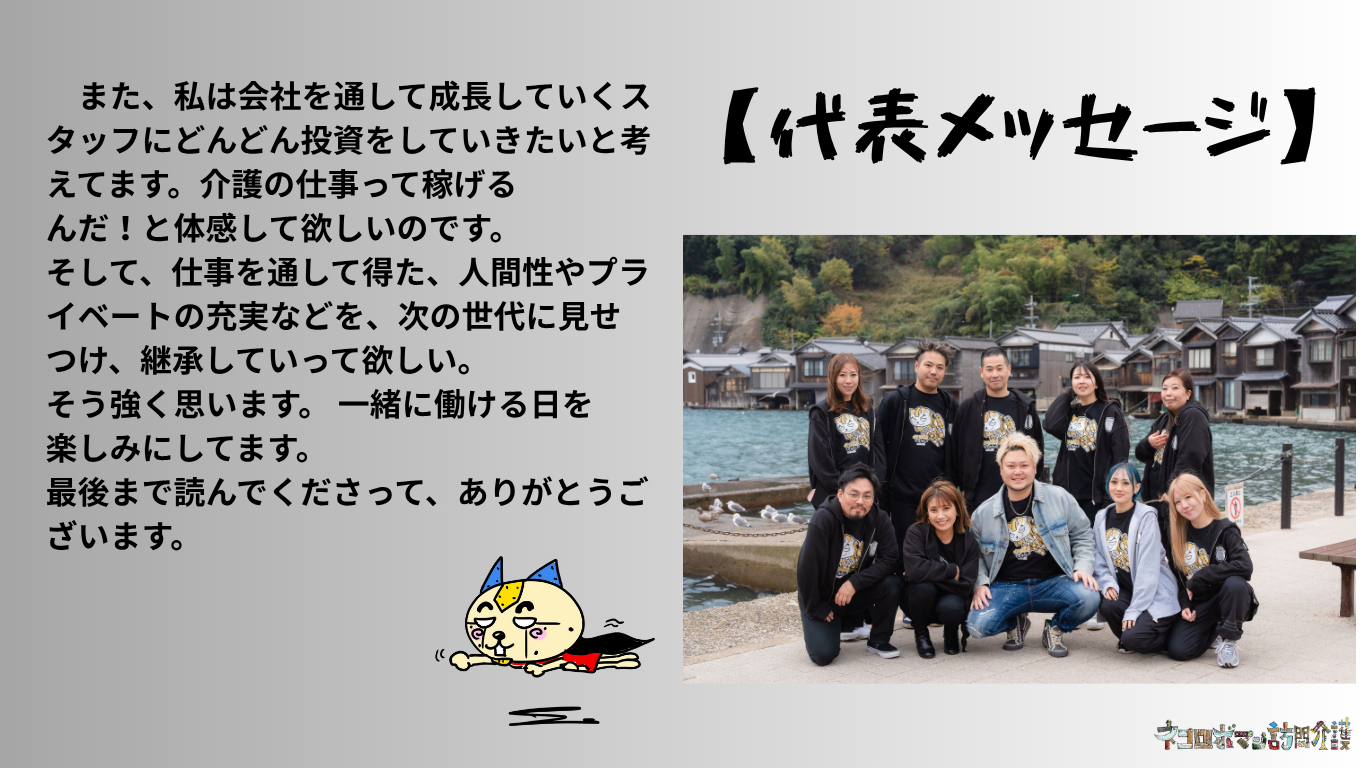 【代表メッセージ】
また、私は会社を通して成長していくス
タッフにどんどん投資をしていきたいと考
えてます。介護の仕事って稼げる
んだ！と体感して欲しいのです。
そして、仕事を通して得た、人間性やプラ
イベートの充実などを、次の世代に見せ
つけ、継承していって欲しい。
そう強く思います。 一緒に働ける日を
楽しみにしてます。
最後まで読んでくださって、ありがとうご
ざいます。
ネコロボマン訪問介護